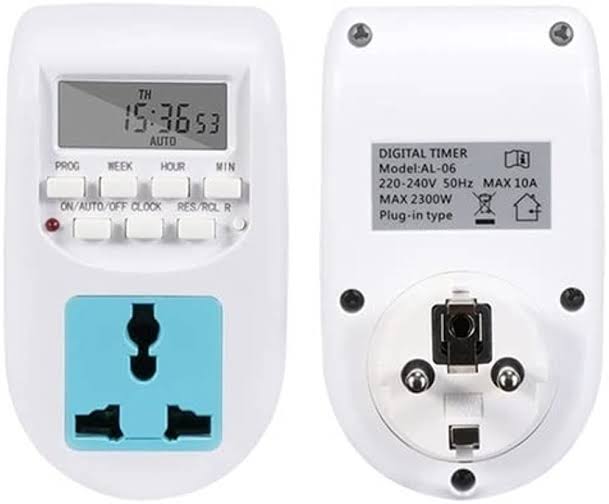 TH
15:36 53
AUTO
PROG WEEK HOUR MIN
ON/AUTO/OFF CLOCK RES/RCL R
DIGITAL TIMER
Model:AL-06
220-240V 50Hz MAX 10A
MAX 2300W
Plug-in type